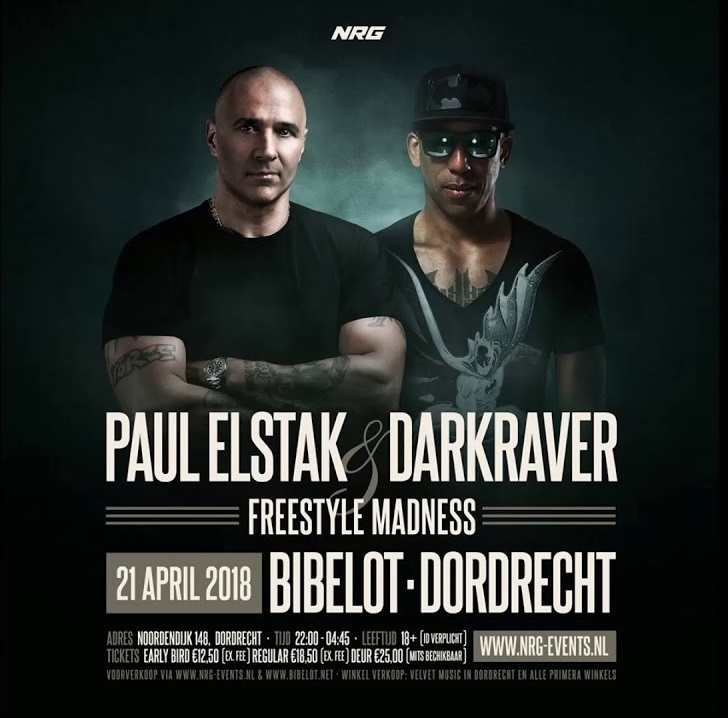 NRG
PAUL ELSTAK & DARKRAVER
FREESTYLE MADNESS
21 APRIL 2018 BIBELOT · DORDRECHT
ADRES NOORDENDIJK 148, DORDRECHT · TIJD 22:00 - 04:45 · LEEFTIJD 18+ (ID VERPLICHT)
TICKETS EARLY BIRD €12,50 (EX. FEE) REGULAR €18,50 (EX. FEE) DEUR €25,00 (MITS BECHIKBAAR)
WWW.NRG-EVENTS.NL
VOORVERKOOP VIA WWW.NRG-EVENTS.NL & WWW.BIBELOT.NET · WINKEL VERKOOP: VELVET MUSIC IN DORDRECHT EN ALLE PRIMERA WINKELS